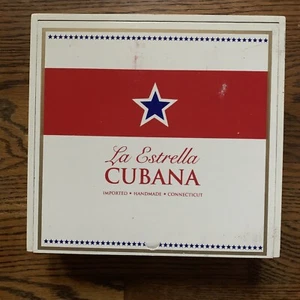 La Estrella
CUBANA
IMPORTED • HANDMADE • CONNECTICUT